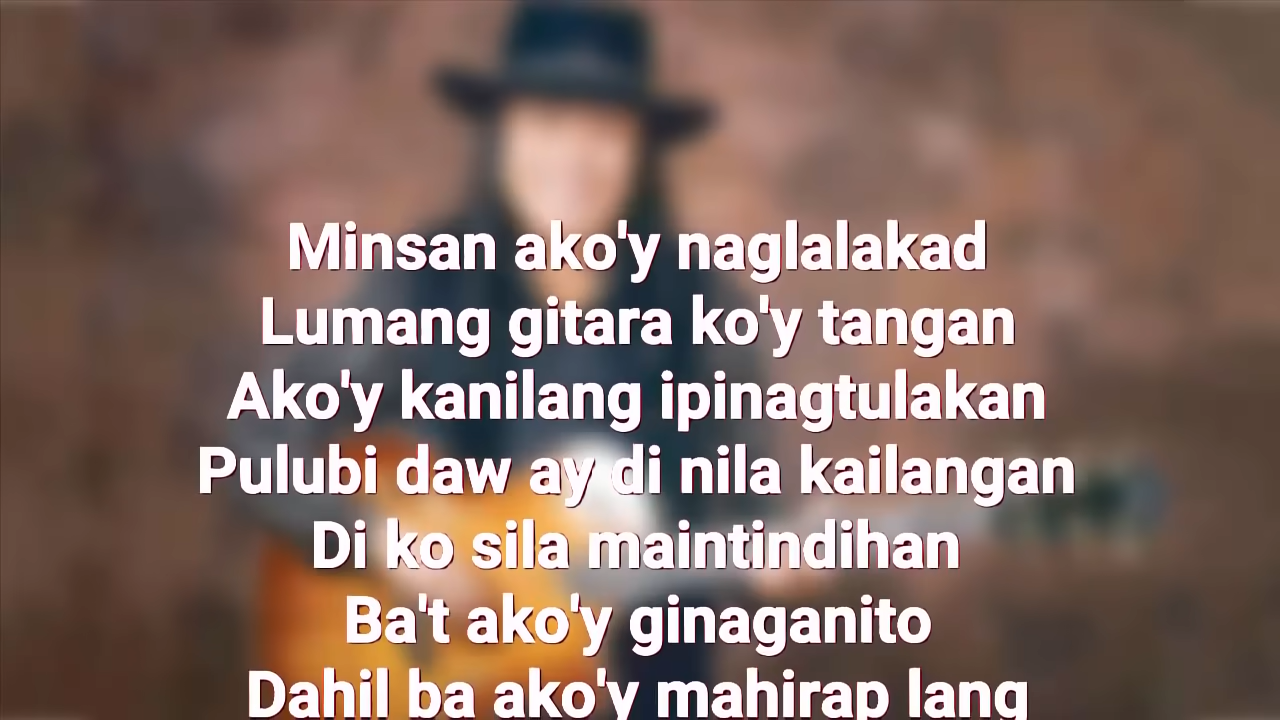 Minsan ako'y naglalakad
Lumang gitara ko'y tangan
Ako'y kanilang ipinagtulakan
Pulubi daw ay di nila kailangan
Di ko sila maintindihan
Ba't ako'y ginaganito
Dahil ba ako'y mahirap lang